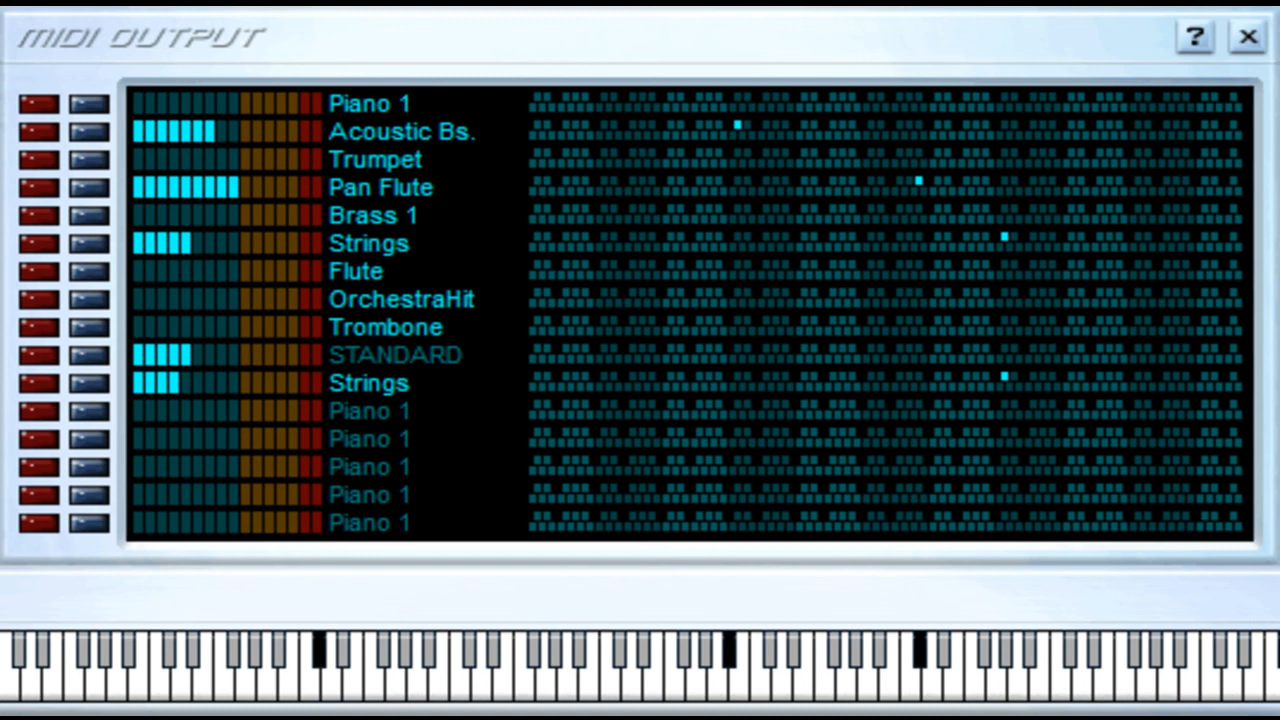 MIDI OUTPUT
?
×
Piano 1
Acoustic Bs.
Trumpet
Pan Flute
Brass 1
Strings
Flute
OrchestraHit
Trombone
STANDARD
Strings
Piano 1
Piano 1
Piano 1
Piano 1
Piano 1